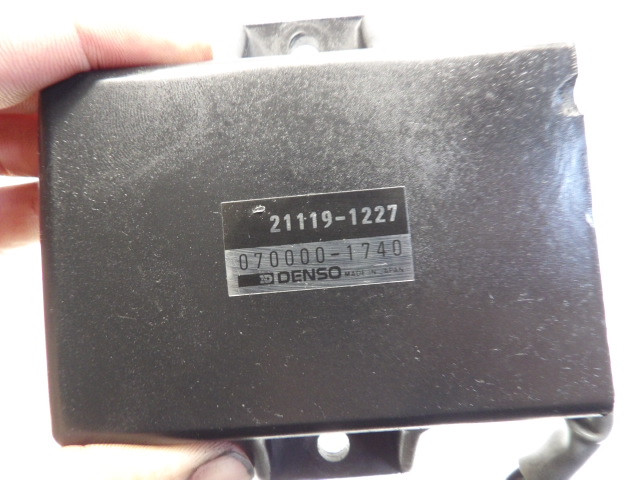 21119-1227
070000-1740
DENSO MADE IN JAPAN